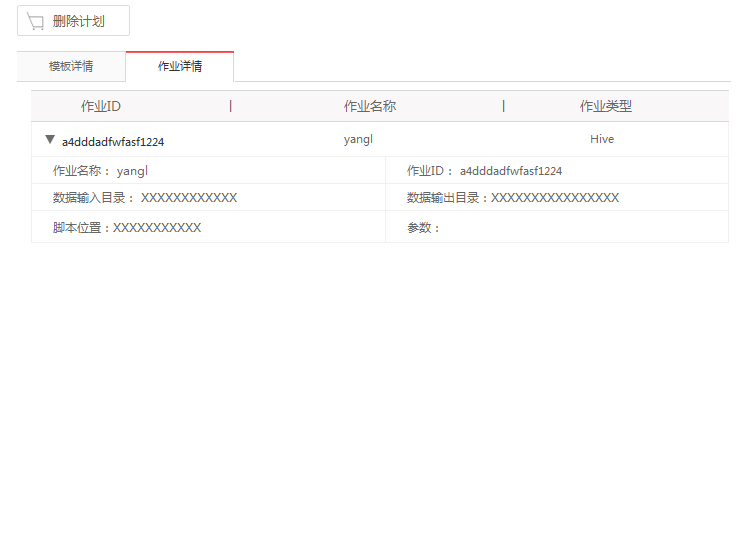 删除计划
模板详情 作业详情
作业ID | 作业名称 | 作业类型
a4dddadfwfasf1224 yangl Hive
作业名称： yangl 作业ID： a4dddadfwfasf1224
数据输入目录： XXXXXXXXXXXX 数据输出目录：XXXXXXXXXXXXXXXX
脚本位置：XXXXXXXXXXX 参数：